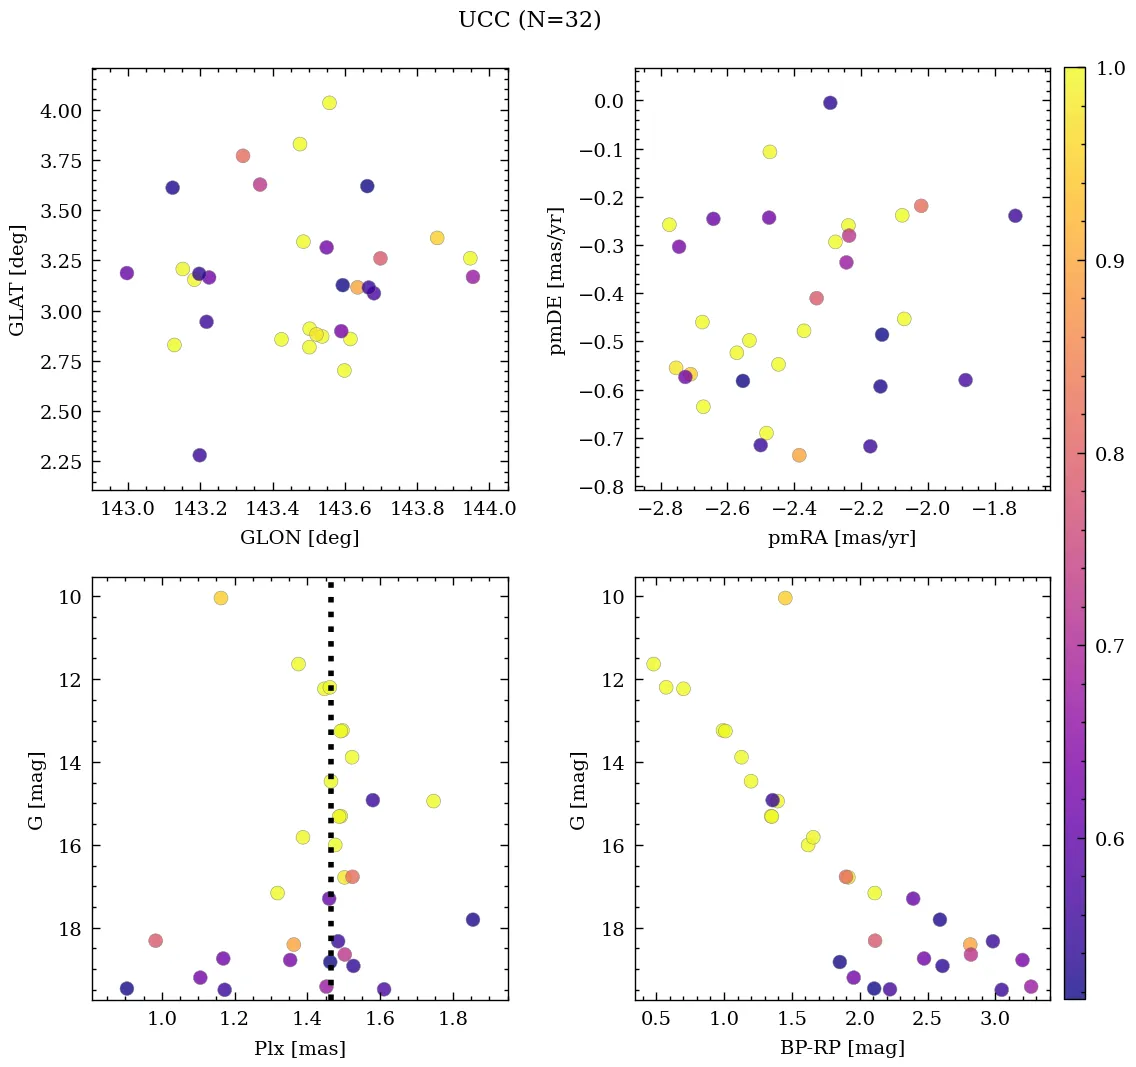 UCC (N=32)
4.00
3.75
3.50
3.25
3.00
2.75
2.50
2.25
GLAT [deg]
143.0 143.2 143.4 143.6 143.8 144.0
GLON [deg]
0.0
−0.1
−0.2
−0.3
−0.4
−0.5
−0.6
−0.7
−0.8
pmDE [mas/yr]
−2.8 −2.6 −2.4 −2.2 −2.0 −1.8
pmRA [mas/yr]
1.0
0.9
0.8
0.7
0.6
10
12
14
16
18
G [mag]
1.0 1.2 1.4 1.6 1.8
Plx [mas]
10
12
14
16
18
G [mag]
0.5 1.0 1.5 2.0 2.5 3.0
BP-RP [mag]